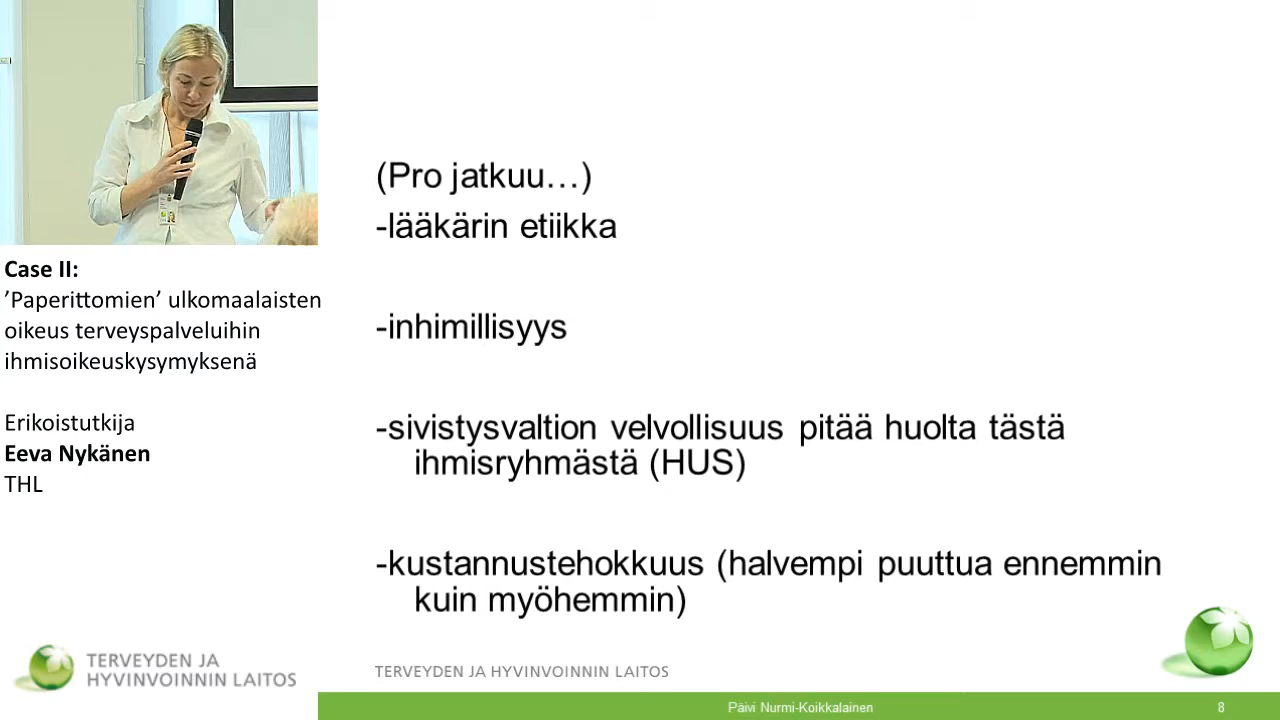 Case II:
’Paperittomien’ ulkomaalaisten
oikeus terveyspalveluihin
ihmisoikeuskysymyksenä
Erikoistutkija
Eeva Nykänen
THL
TERVEYDEN JA
HYVINVOINNIN LAITOS
(Pro jatkuu…)
-lääkärin etiikka
-inhimillisyys
-sivistysvaltion velvollisuus pitää huolta tästä
ihmisryhmästä (HUS)
-kustannustehokkuus (halvempi puuttua ennemmin
kuin myöhemmin)
TERVEYDEN JA HYVINVOINNIN LAITOS
Päivi Nurmi-Koikkalainen 8